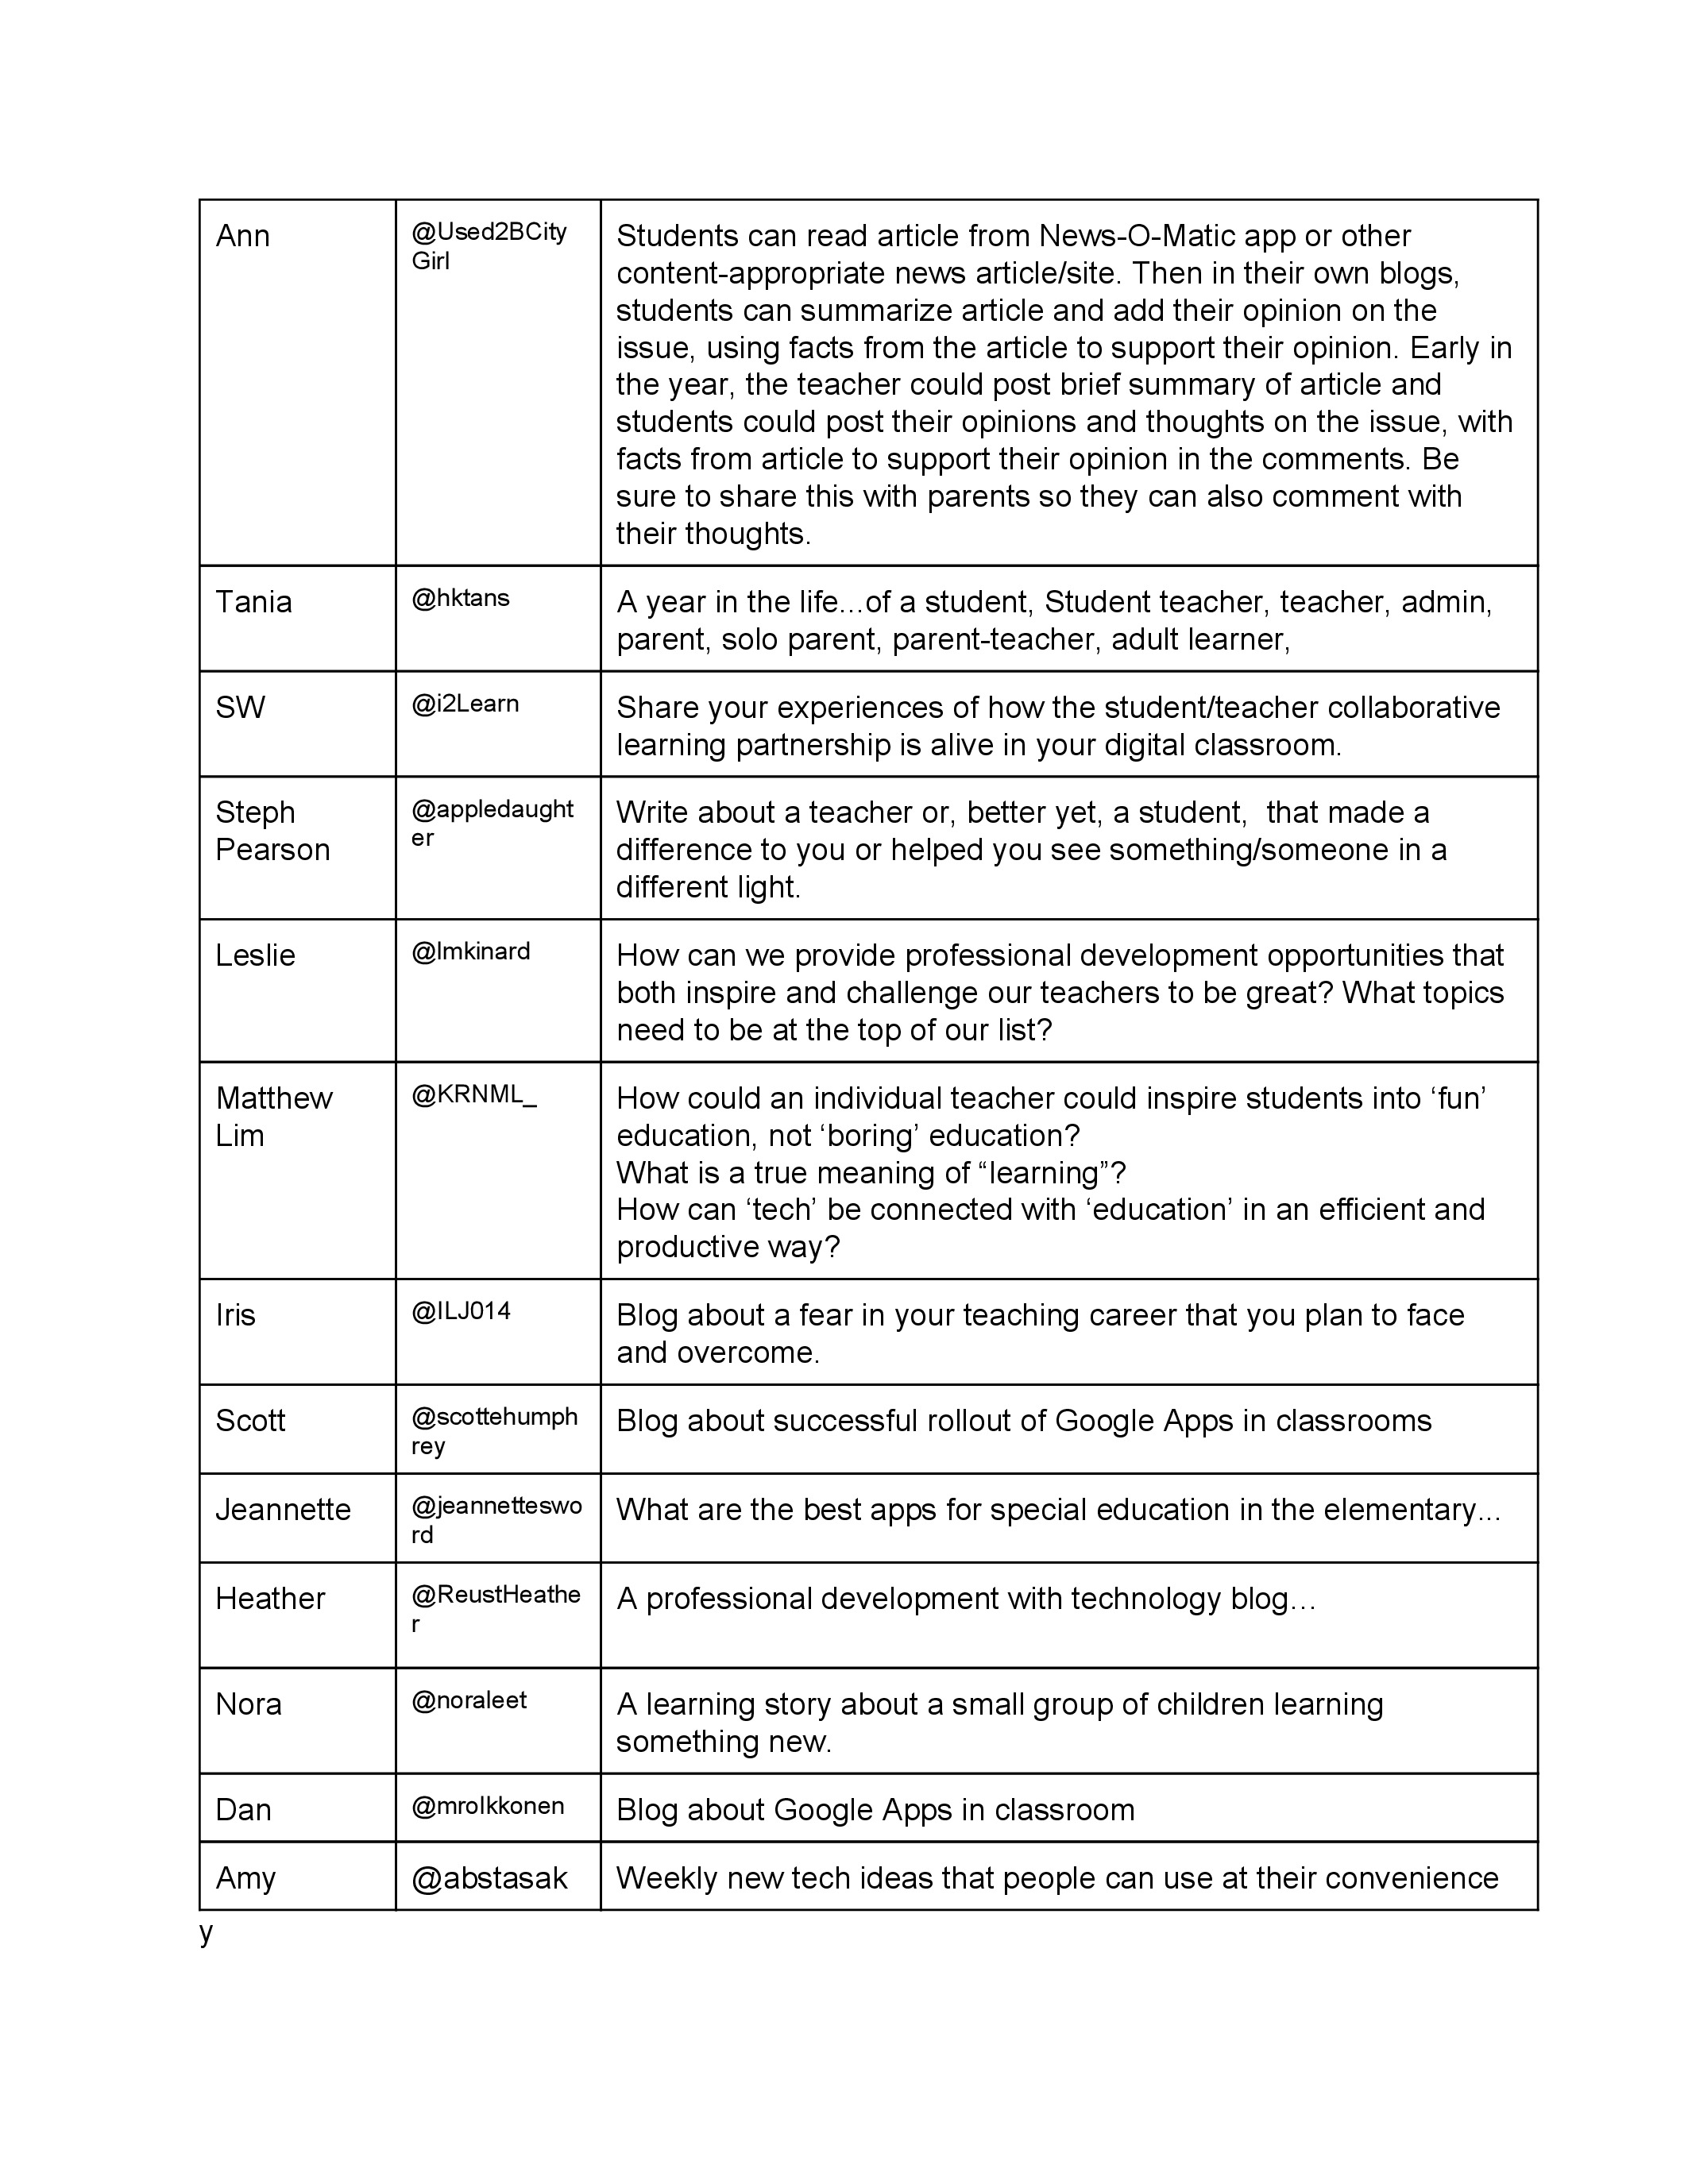 Ann
@Used2BCity
Girl
Students can read article from News-O-Matic app or other
content-appropriate news article/site. Then in their own blogs,
students can summarize article and add their opinion on the
issue, using facts from the article to support their opinion. Early in
the year, the teacher could post brief summary of article and
students could post their opinions and thoughts on the issue, with
facts from article to support their opinion in the comments. Be
sure to share this with parents so they can also comment with
their thoughts.
Tania
@hktans
A year in the life...of a student, Student teacher, teacher, admin,
parent, solo parent, parent-teacher, adult learner,
SW
@i2Learn
Share your experiences of how the student/teacher collaborative
learning partnership is alive in your digital classroom.
Steph
Pearson
@appledaught
er
Write about a teacher or, better yet, a student,  that made a
difference to you or helped you see something/someone in a
different light.
Leslie
@lmkinard
How can we provide professional development opportunities that
both inspire and challenge our teachers to be great? What topics
need to be at the top of our list?
Matthew
Lim
@KRNML_
How could an individual teacher could inspire students into ‘fun’
education, not ‘boring’ education?
What is a true meaning of “learning”?
How can ‘tech’ be connected with ‘education’ in an efficient and
productive way?
Iris
@ILJ014
Blog about a fear in your teaching career that you plan to face
and overcome.
Scott
@scottehumph
rey
Blog about successful rollout of Google Apps in classrooms
Jeannette
@jeannetteswo
rd
What are the best apps for special education in the elementary...
Heather
@ReustHeathe
r
A professional development with technology blog…
Nora
@noraleet
A learning story about a small group of children learning
something new.
Dan
@mrolkkonen
Blog about Google Apps in classroom
Amy
@abstasak
Weekly new tech ideas that people can use at their convenience
y